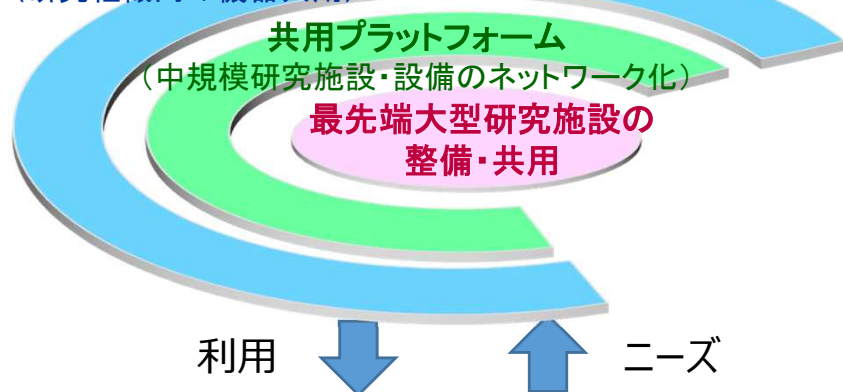 共用プラットフォーム
（中規模研究施設・設備のネットワーク化）
最先端大型研究施設の
整備・共用
利用
ニーズ